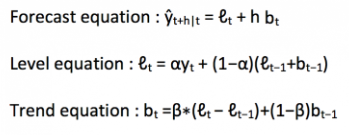 Forecast equation : ŷₜ₊ₕ|ₜ = ℓₜ + h bₜ
Level equation : ℓₜ = αyₜ + (1−α)(ℓₜ₋₁+bₜ₋₁)
Trend equation : bₜ =β*(ℓₜ − ℓₜ₋₁)+(1−β)bₜ₋₁